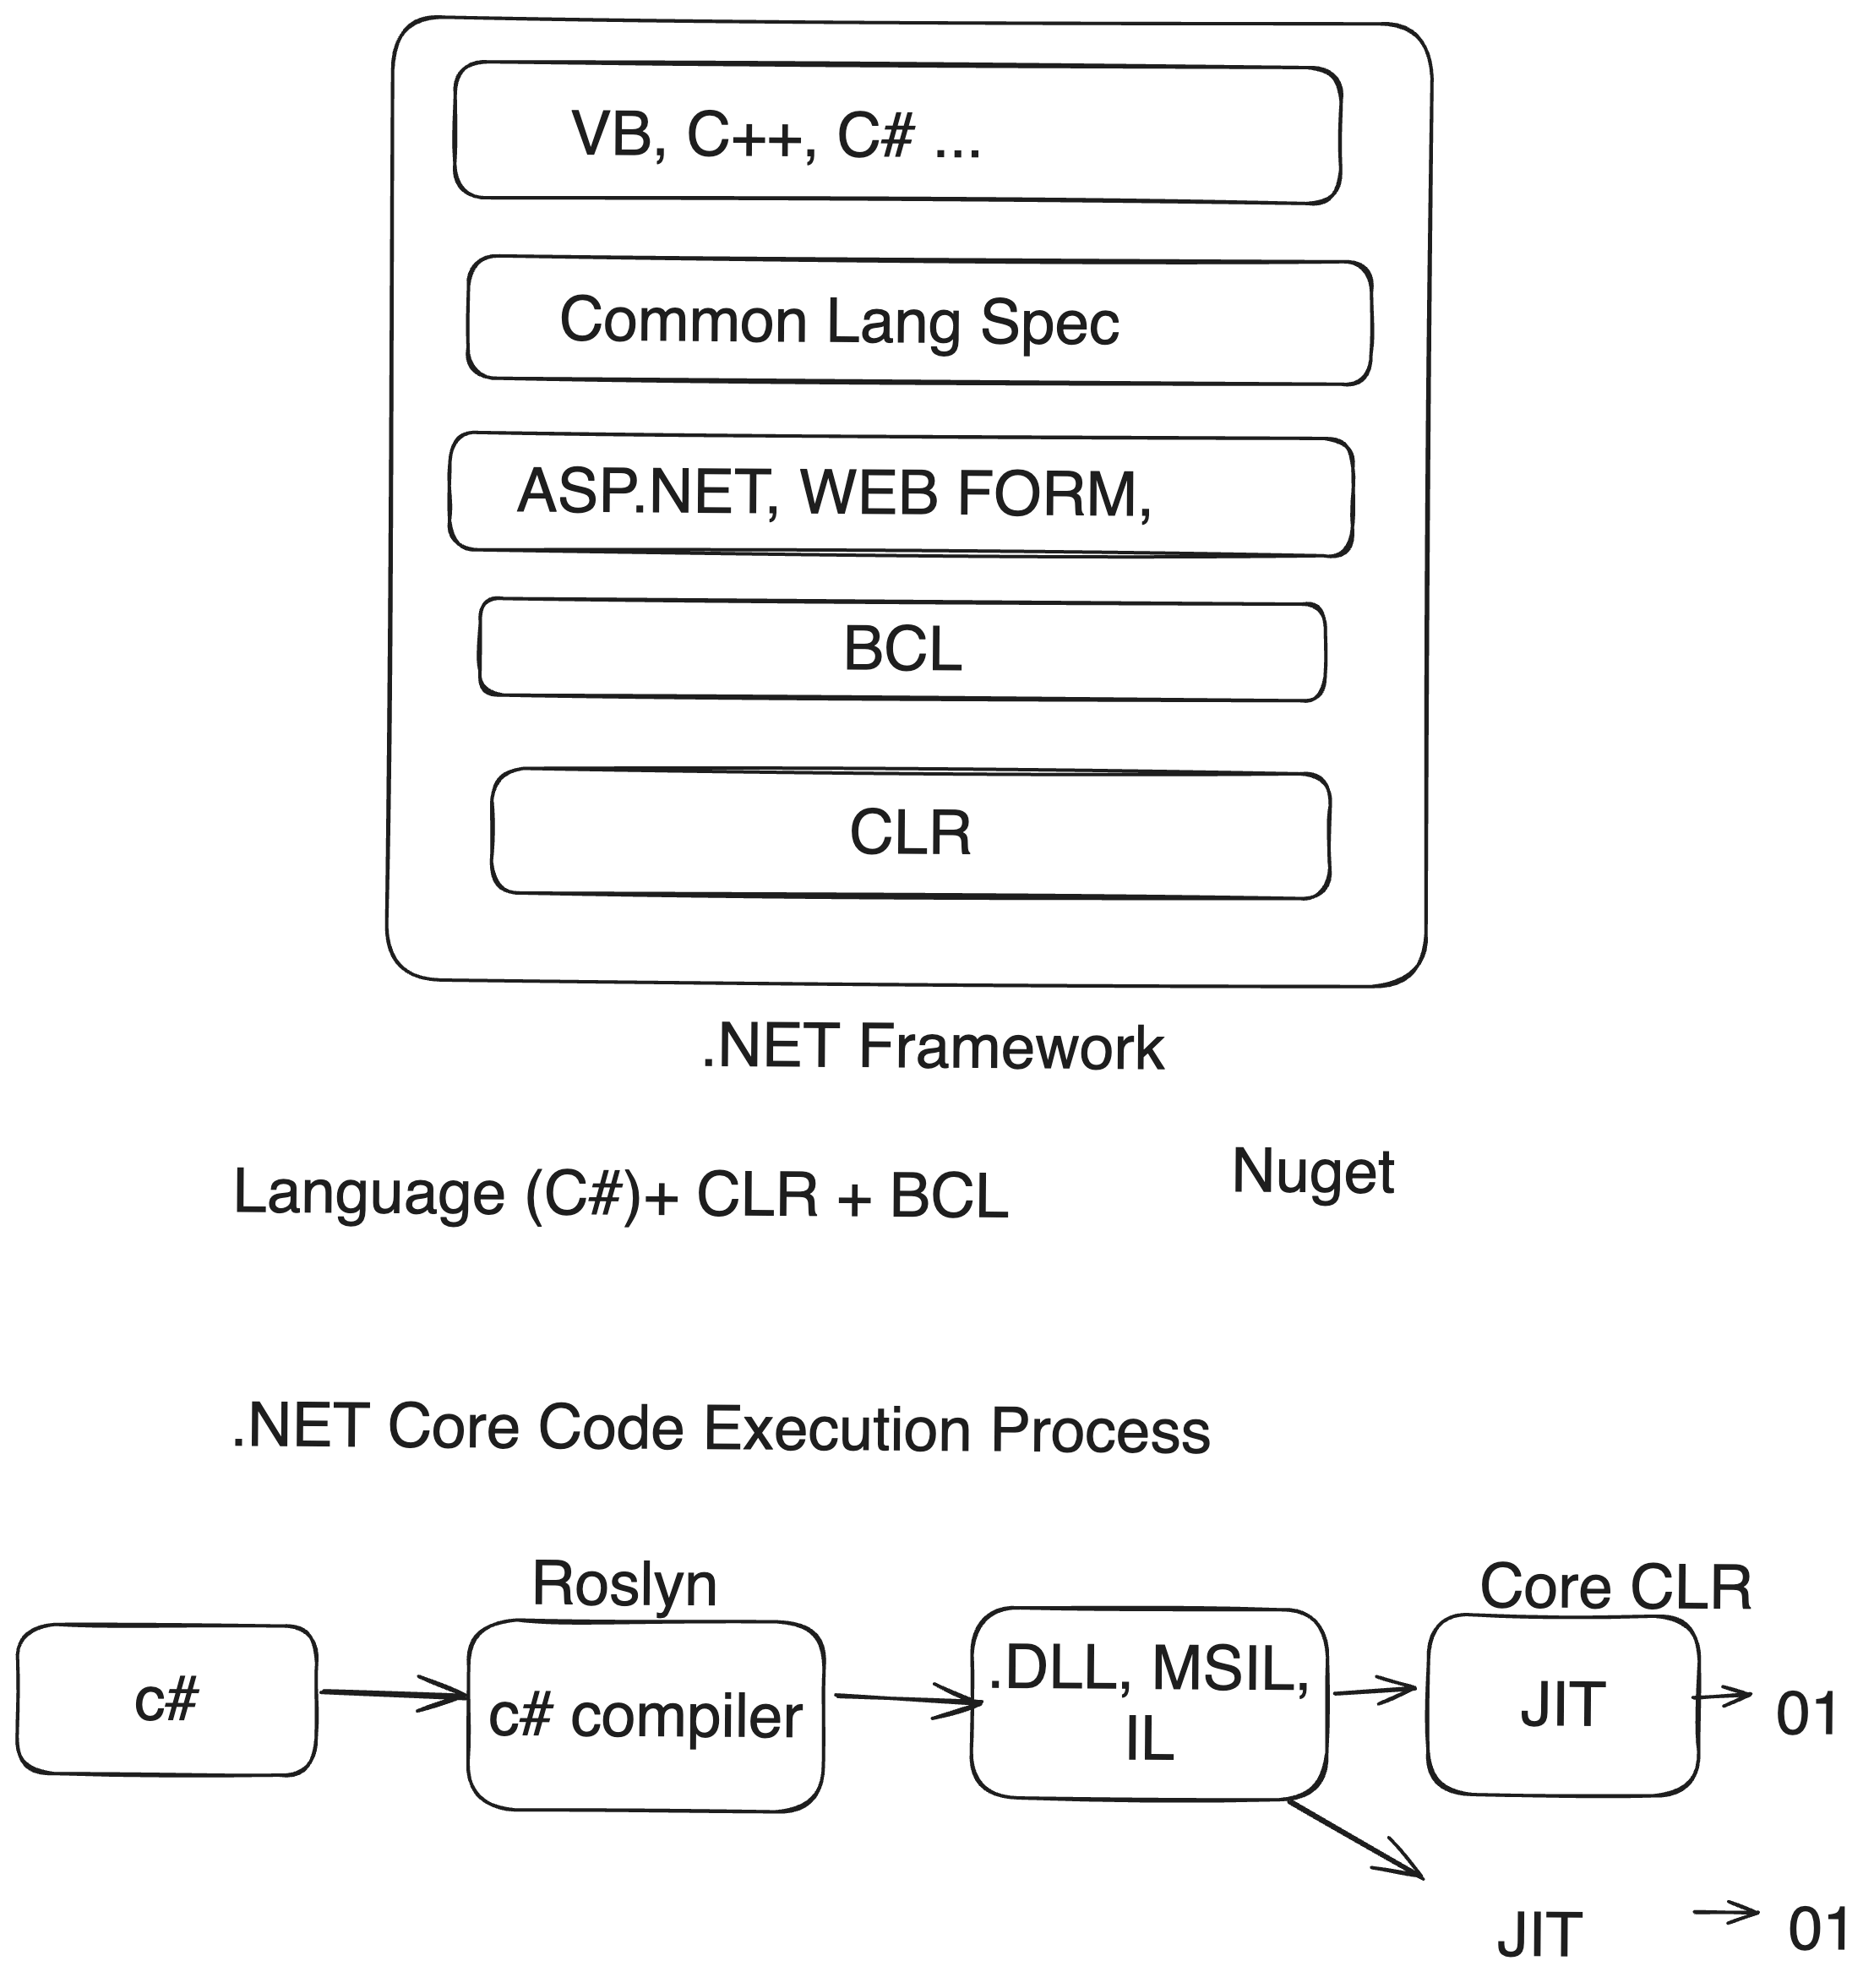 VB, C++, C# ...
Common Lang Spec
ASP.NET, WEB FORM,
BCL
CLR
.NET Framework
Language (C#)+ CLR + BCL
Nuget
.NET Core Code Execution Process
Roslyn
Core CLR
c#
c# compiler
.DLL, MSIL,
IL
JIT
01
JIT
01